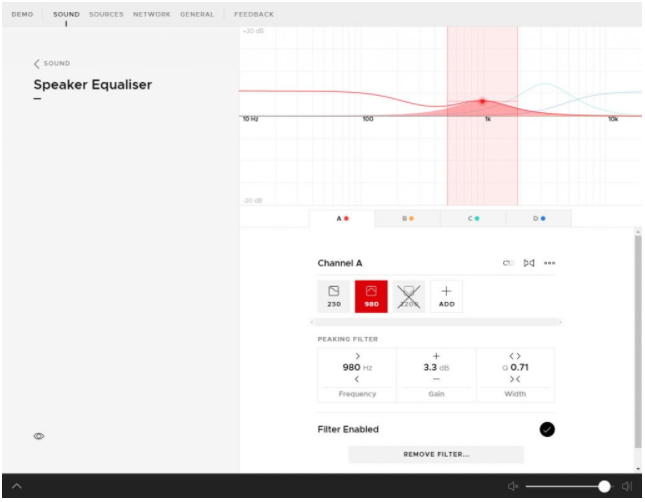 DEMO SOUND SOURCES NETWORK GENERAL FEEDBACK
+20 dB
SOUND
Speaker Equaliser
10 Hz 100 1k 10k
-20 dB
A B C D
Channel A
230 980 2200 ADD
PEAKING FILTER
980 Hz 3.3 dB Q 0.71
Frequency Gain Width
Filter Enabled
REMOVE FILTER...